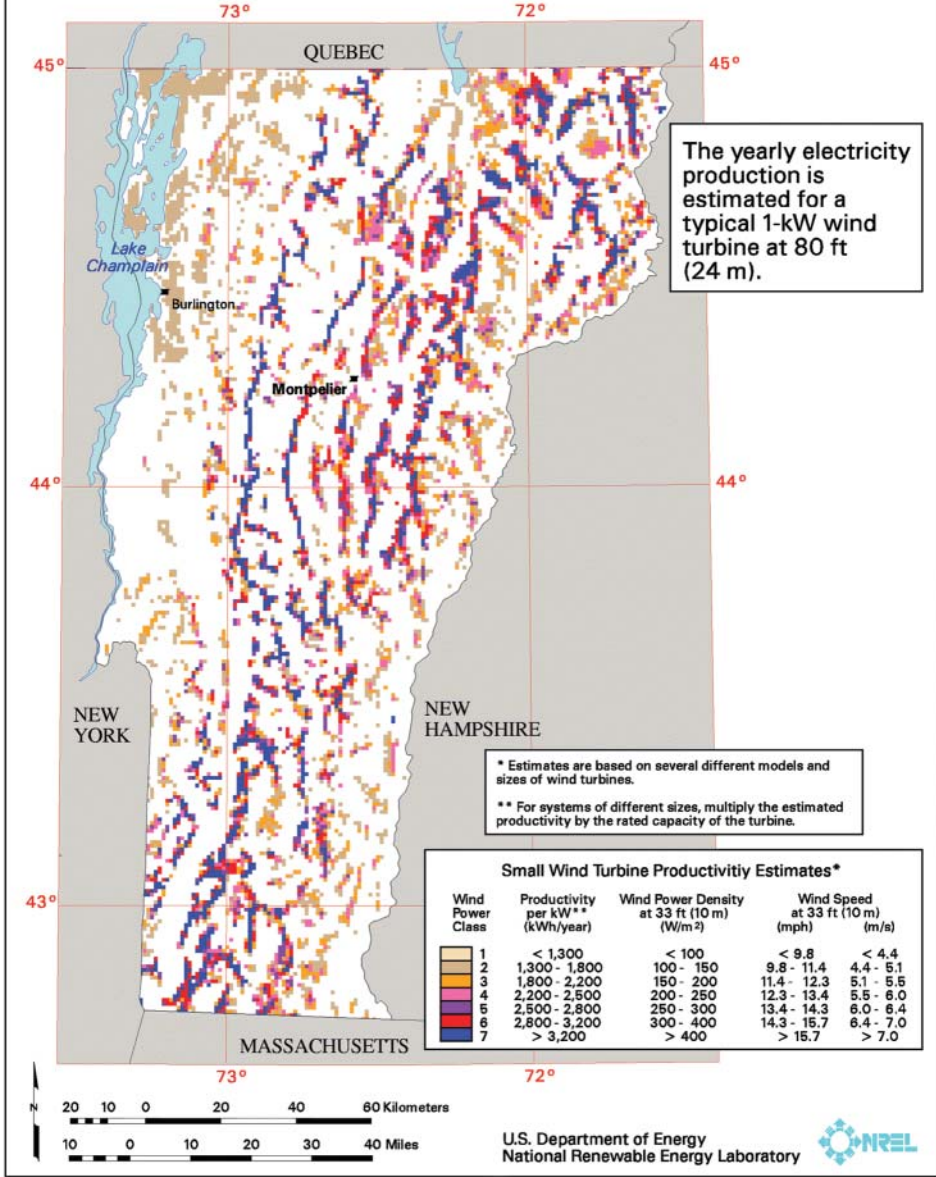 73°
72°
QUEBEC
45°
45°
The yearly electricity
production is
estimated for a
typical 1-kW wind
turbine at 80 ft
(24 m).
Lake
Champlain
Burlington
Montpelier
44°
44°
NEW
YORK
NEW
HAMPSHIRE
* Estimates are based on several different models and
sizes of wind turbines.
** For systems of different sizes, multiply the estimated
productivity by the rated capacity of the turbine.
43°
Small Wind Turbine Productivitiy Estimates*
Wind Productivity Wind Power Density Wind Speed
Power per kW** at 33 ft (10 m) at 33 ft (10 m)
Class (kWh/year) (W/m²) (mph) (m/s)
1 < 1,300 < 100 < 9.8 < 4.4
2 1,300 - 1,800 100 - 150 9.8 - 11.4 4.4 - 5.1
3 1,800 - 2,200 150 - 200 11.4 - 12.3 5.1 - 5.5
4 2,200 - 2,500 200 - 250 12.3 - 13.4 5.5 - 6.0
5 2,500 - 2,800 250 - 300 13.4 - 14.3 6.0 - 6.4
6 2,800 - 3,200 300 - 400 14.3 - 15.7 6.4 - 7.0
7 > 3,200 > 400 > 15.7 > 7.0
MASSACHUSETTS
73°
72°
N
20 10 0 20 40 60 Kilometers
10 0 10 20 30 40 Miles
U.S. Department of Energy
National Renewable Energy Laboratory
NREL